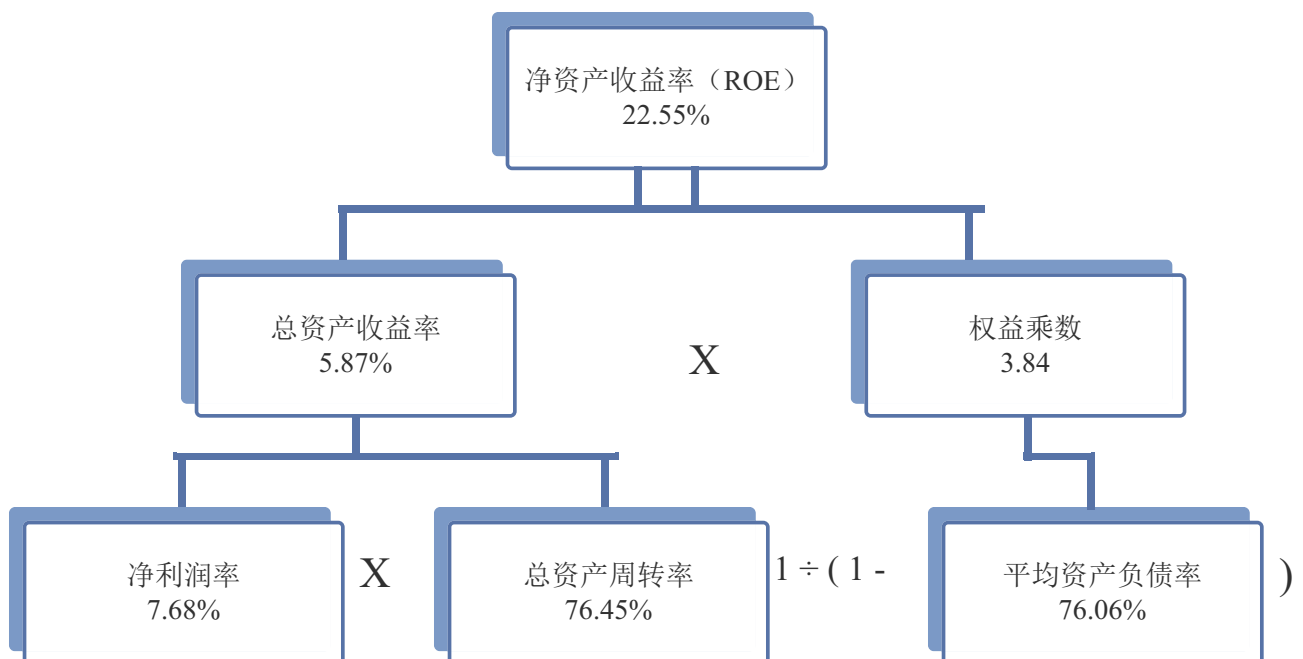 净资产收益率（ROE）
22.55%
总资产收益率
5.87%
X
权益乘数
3.84
净利润率
7.68%
X
总资产周转率
76.45%
1 ÷ ( 1 -
平均资产负债率
76.06%
)